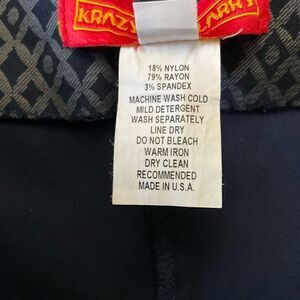 KRAZY LARRY
18% NYLON
79% RAYON
3% SPANDEX
MACHINE WASH COLD
MILD DETERGENT
WASH SEPARATELY
LINE DRY
DO NOT BLEACH
WARM IRON
DRY CLEAN
RECOMMENDED
MADE IN U.S.A.